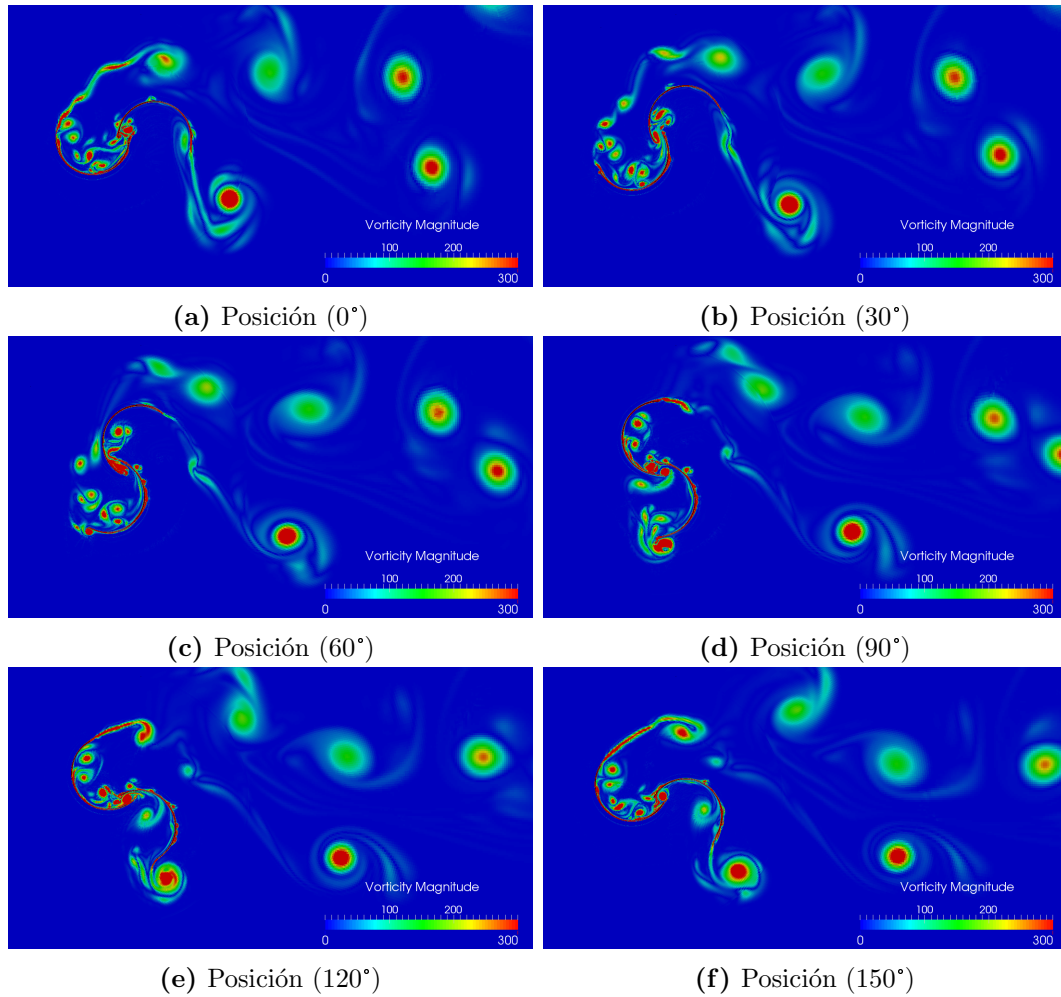 Vorticity Magnitude
100 200
0 300
Vorticity Magnitude
100 200
0 300
(a) Posición (0°)
(b) Posición (30°)
Vorticity Magnitude
100 200
0 300
Vorticity Magnitude
100 200
0 300
(c) Posición (60°)
(d) Posición (90°)
Vorticity Magnitude
100 200
0 300
Vorticity Magnitude
100 200
0 300
(e) Posición (120°)
(f) Posición (150°)